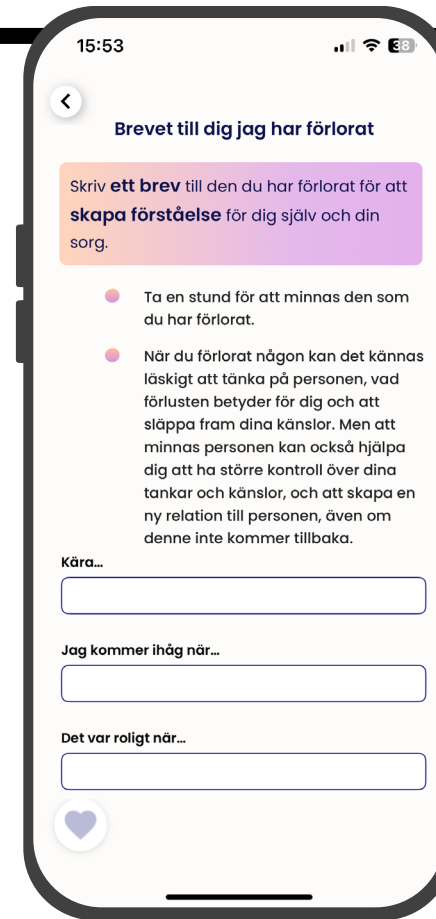 15:53
38
Brevet till dig jag har förlorat
Skriv ett brev till den du har förlorat för att
skapa förståelse för dig själv och din
sorg.
Ta en stund för att minnas den som
du har förlorat.
När du förlorat någon kan det kännas
läskigt att tänka på personen, vad
förlusten betyder för dig och att
släppa fram dina känslor. Men att
minnas personen kan också hjälpa
dig att ha större kontroll över dina
tankar och känslor, och att skapa en
ny relation till personen, även om
denne inte kommer tillbaka.
Kära...
Jag kommer ihåg när...
Det var roligt när...